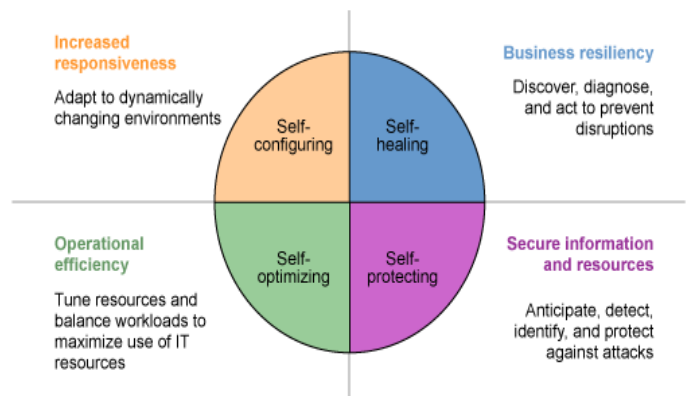 Increased
responsiveness
Adapt to dynamically
changing environments
Business resiliency
Discover, diagnose,
and act to prevent
disruptions
Self-
configuring
Self-
healing
Self-
optimizing
Self-
protecting
Operational
efficiency
Tune resources and
balance workloads to
maximize use of IT
resources
Secure information
and resources
Anticipate, detect,
identify, and protect
against attacks